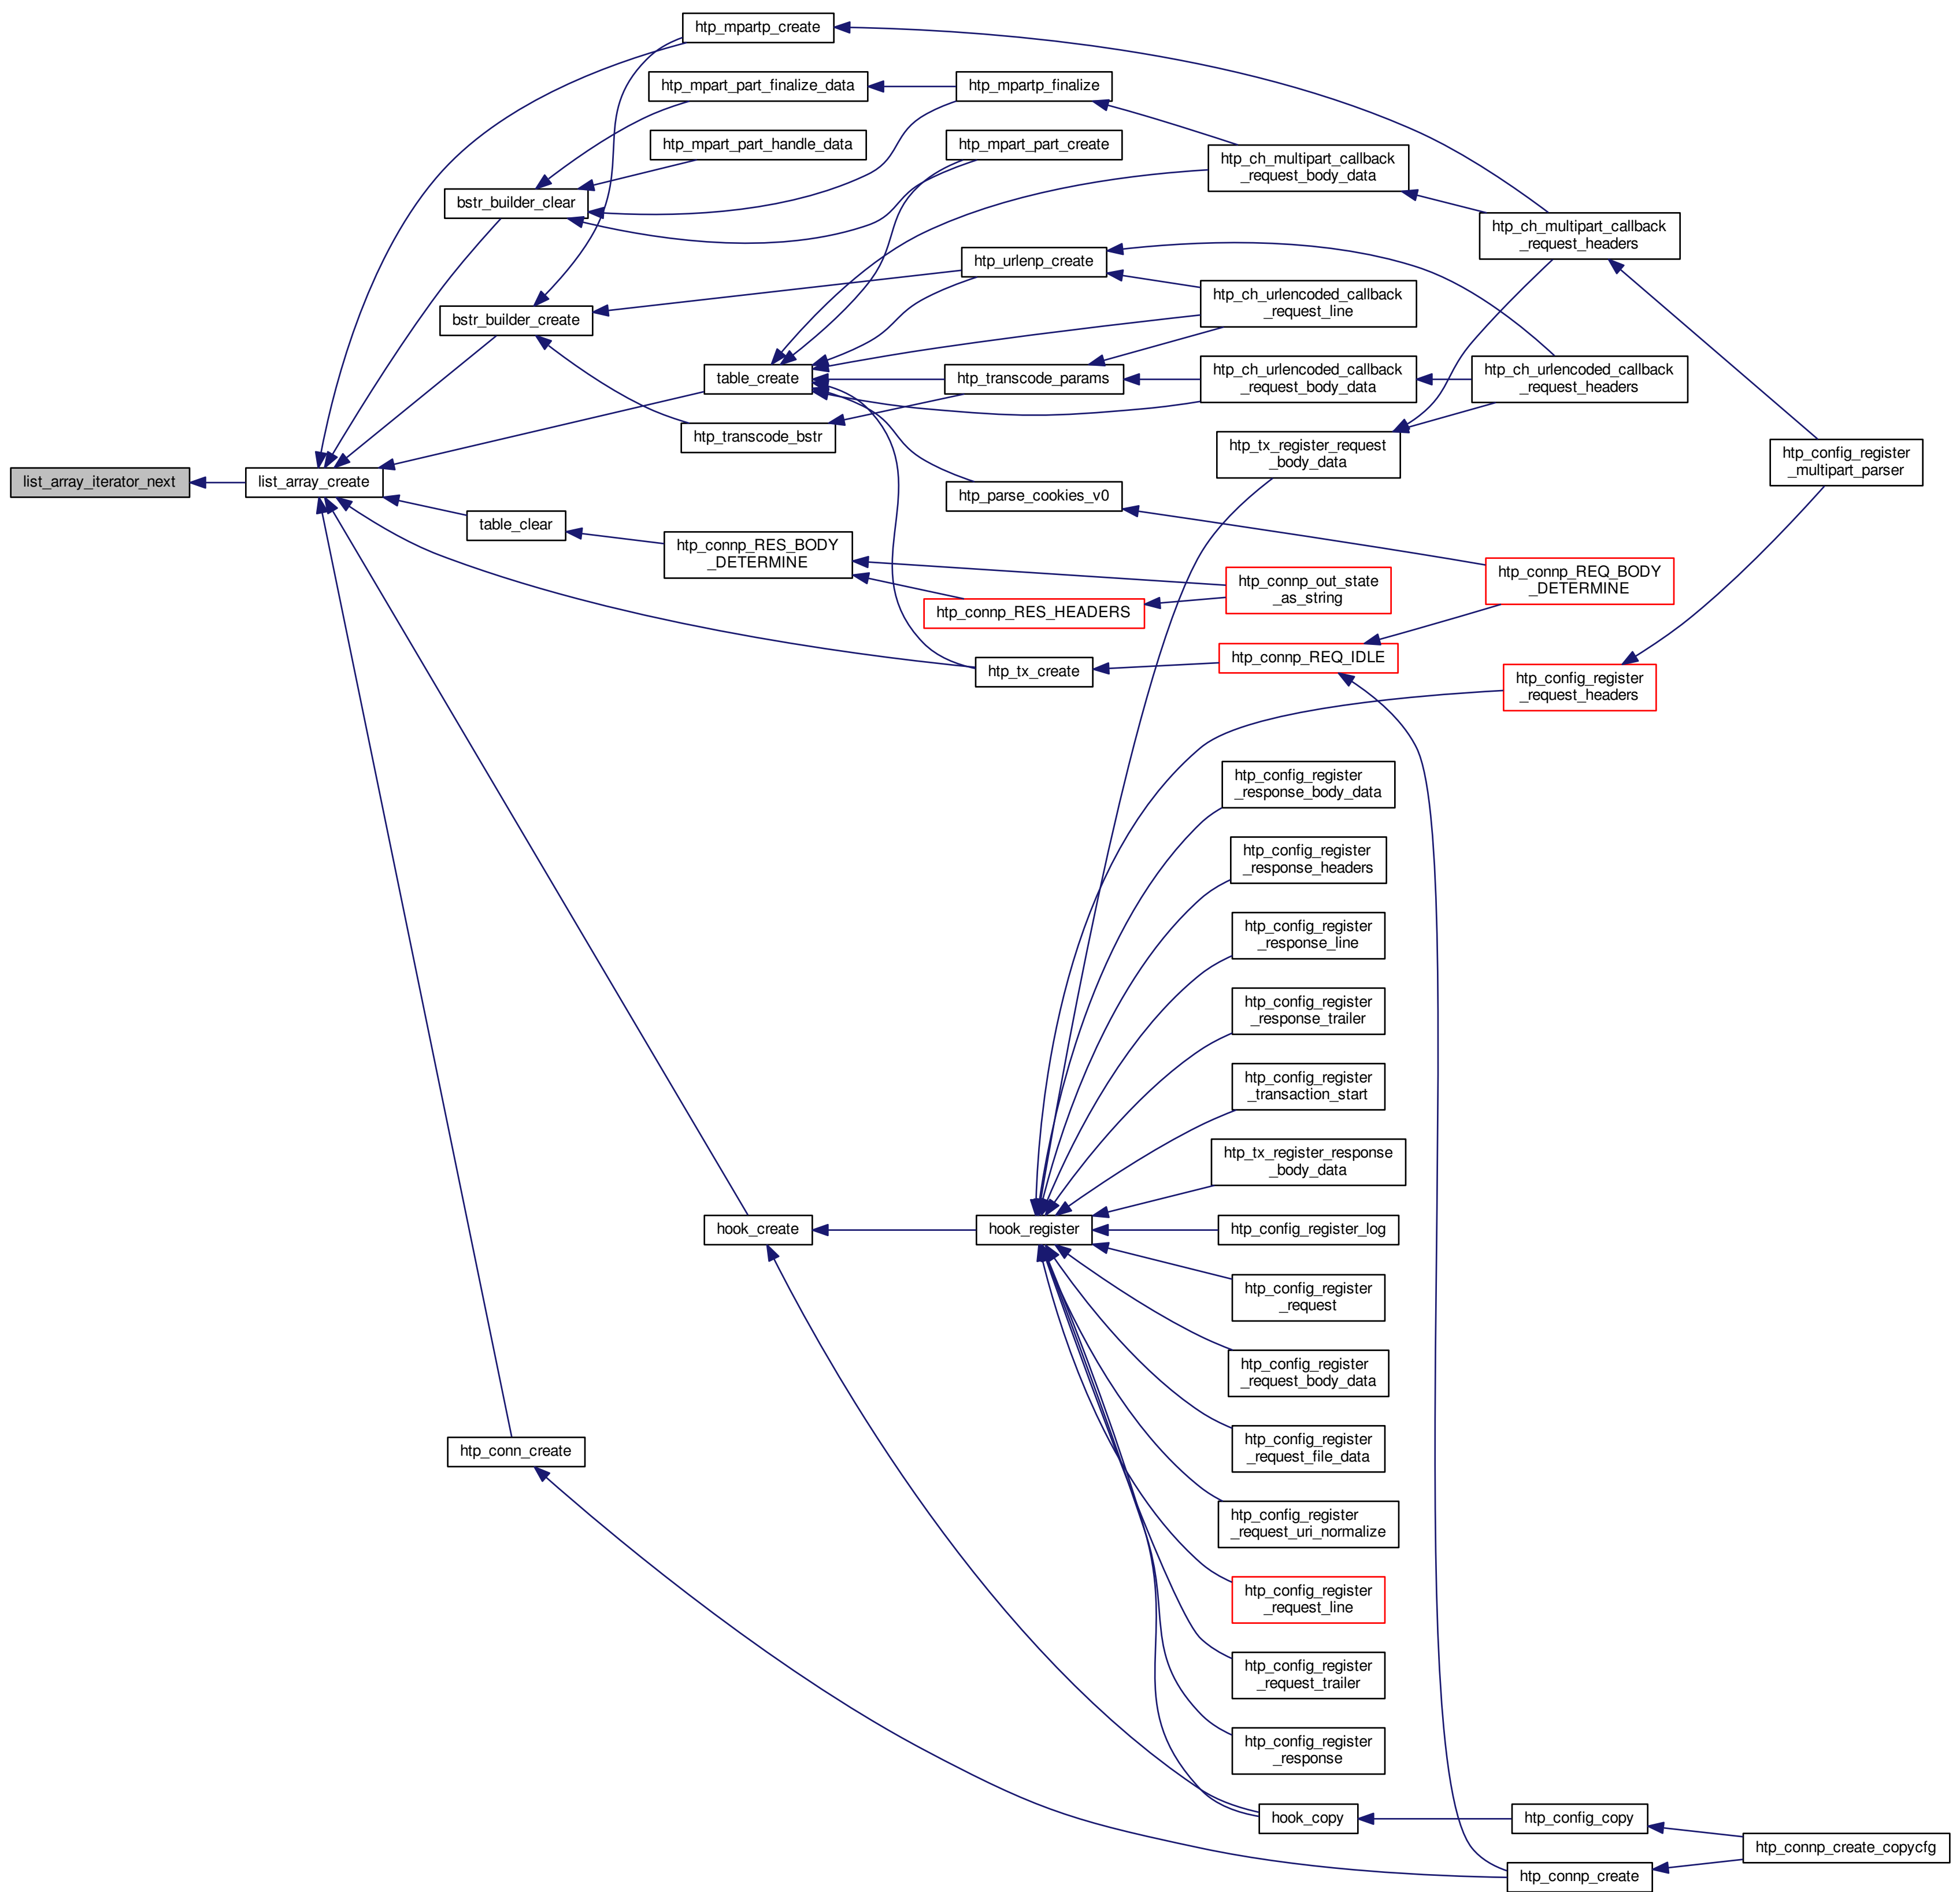 htp_mpartp_create
htp_mpart_part_finalize_data
htp_mpartp_finalize
htp_mpart_part_handle_data
htp_mpart_part_create
htp_ch_multipart_callback
_request_body_data
bstr_builder_clear
htp_ch_multipart_callback
_request_headers
htp_urlenp_create
htp_ch_urlencoded_callback
_request_line
bstr_builder_create
table_create
htp_transcode_params
htp_ch_urlencoded_callback
_request_body_data
htp_ch_urlencoded_callback
_request_headers
htp_transcode_bstr
htp_tx_register_request
_body_data
htp_config_register
_multipart_parser
list_array_iterator_next
list_array_create
htp_parse_cookies_v0
table_clear
htp_connp_RES_BODY
_DETERMINE
htp_connp_out_state
_as_string
htp_connp_REQ_BODY
_DETERMINE
htp_connp_RES_HEADERS
htp_tx_create
htp_connp_REQ_IDLE
htp_config_register
_request_headers
htp_config_register
_response_body_data
htp_config_register
_response_headers
htp_config_register
_response_line
htp_config_register
_response_trailer
htp_config_register
_transaction_start
htp_tx_register_response
_body_data
hook_create
hook_register
htp_config_register_log
htp_config_register
_request
htp_config_register
_request_body_data
htp_conn_create
htp_config_register
_request_file_data
htp_config_register
_request_uri_normalize
htp_config_register
_request_line
htp_config_register
_request_trailer
htp_config_register
_response
hook_copy
htp_config_copy
htp_connp_create_copycfg
htp_connp_create